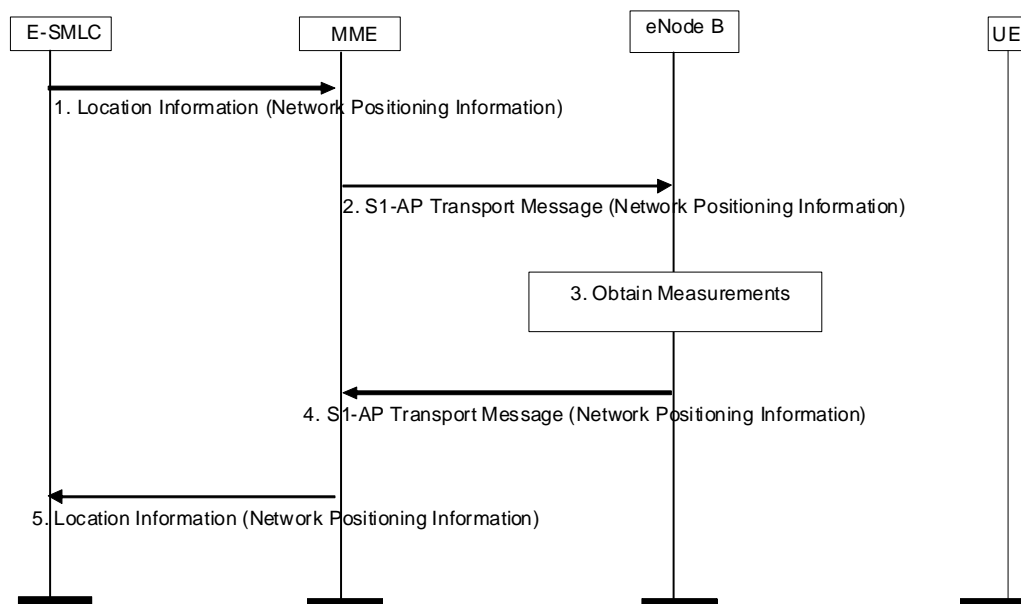 E-SMLC
MME
eNode B
UE
1. Location Information (Network Positioning Information)
2. S1-AP Transport Message (Network Positioning Information)
3. Obtain Measurements
4. S1-AP Transport Message (Network Positioning Information)
5. Location Information (Network Positioning Information)